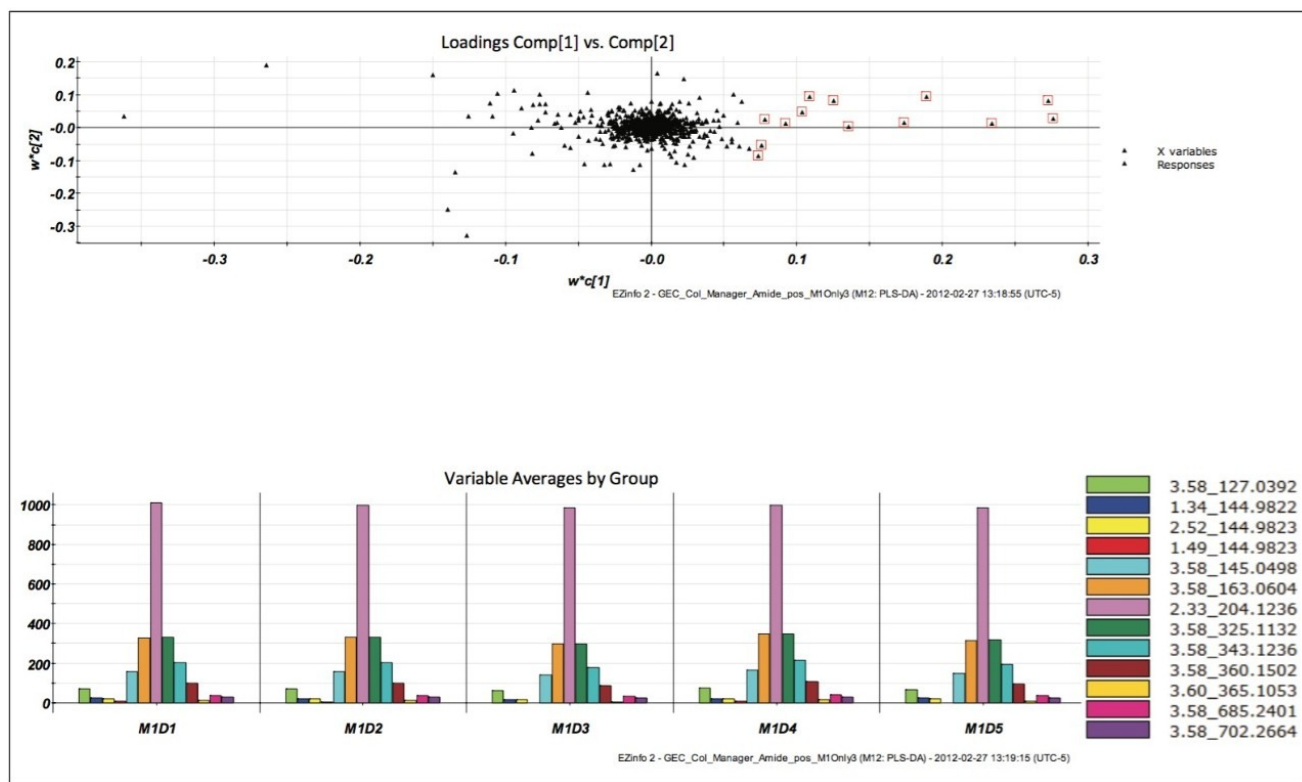 Loadings Comp[1] vs. Comp[2]
0.2
0.1
-0.0
-0.1
-0.2
-0.3
w*c[2]
-0.3
-0.2
-0.1
-0.0
0.1
0.2
0.3
w*c[1]
X variables
Responses
EZinfo 2 - GEC_Col_Manager_Amide_pos_M1Only3 (M12: PLS-DA) - 2012-02-27 13:18:55 (UTC-5)
Variable Averages by Group
1000
800
600
400
200
0
M1D1
M1D2
M1D3
M1D4
M1D5
3.58_127.0392
1.34_144.9822
2.52_144.9823
1.49_144.9823
3.58_145.0498
3.58_163.0604
2.33_204.1236
3.58_325.1132
3.58_343.1236
3.58_360.1502
3.60_365.1053
3.58_685.2401
3.58_702.2664
EZinfo 2 - GEC_Col_Manager_Amide_pos_M1Only3 (M12: PLS-DA) - 2012-02-27 13:19:15 (UTC-5)